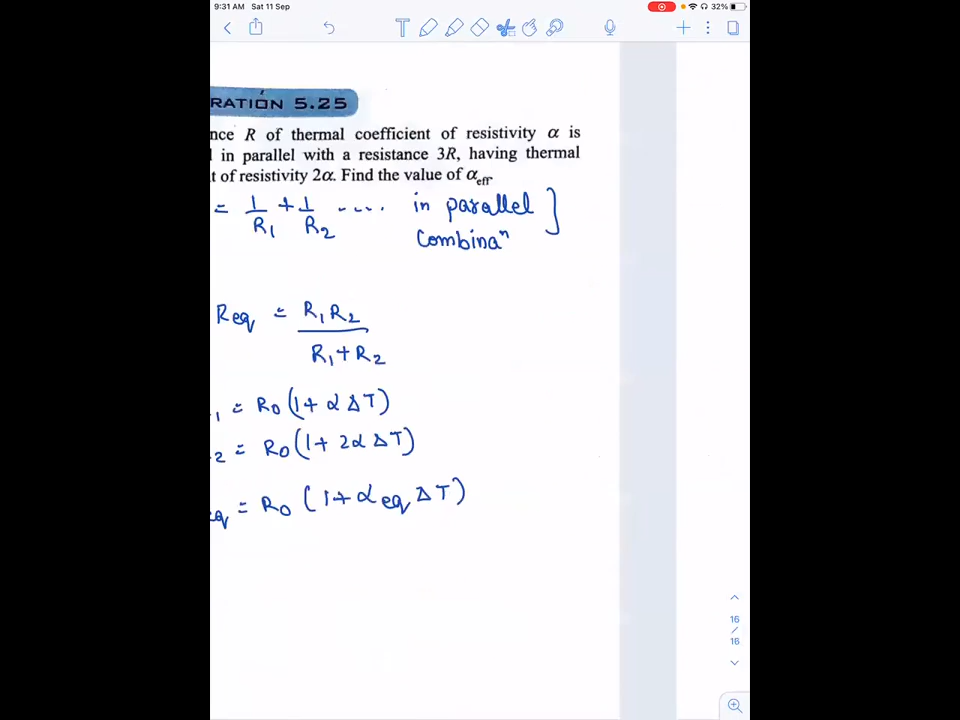 9:31 AM Sat 11 Sep
32%
RATION 5.25
nce R of thermal coefficient of resistivity α is
in parallel with a resistance 3R, having thermal
t of resistivity 2α. Find the value of αeff.
= 1/R1 + 1/R2 ---- in parallel ]
combinaⁿ
Req = R1R2 / R1+R2
1 = R0(1+ α ΔT)
2 = R0(1+ 2α ΔT)
eq = R0 (1+ αeq ΔT)
16
/
16